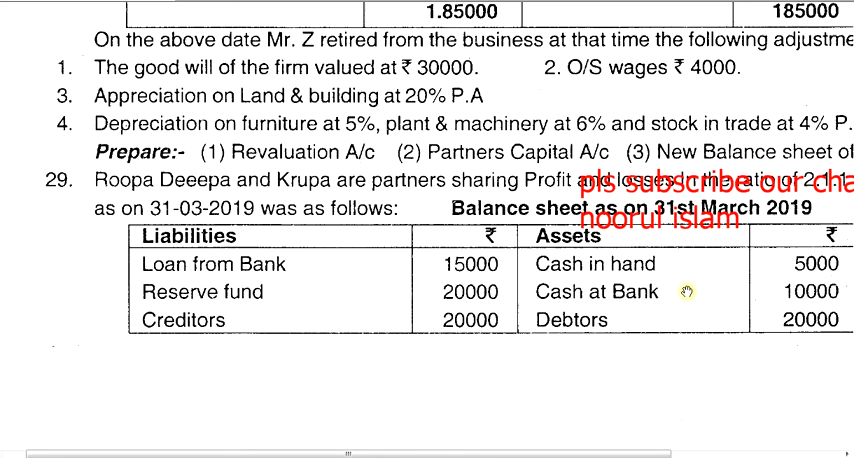 1.85000 185000
On the above date Mr. Z retired from the business at that time the following adjustme
1. The good will of the firm valued at ₹ 30000. 2. O/S wages ₹ 4000.
3. Appreciation on Land & building at 20% P.A
4. Depreciation on furniture at 5%, plant & machinery at 6% and stock in trade at 4% P.
Prepare:- (1) Revaluation A/c (2) Partners Capital A/c (3) New Balance sheet of
29. Roopa Deeepa and Krupa are partners sharing Profit and losses in the ratio of 2:1:1
pls subscribe our cha
as on 31-03-2019 was as follows: Balance sheet as on 31st March 2019
noorul islam
Liabilities ₹ Assets ₹
Loan from Bank 15000 Cash in hand 5000
Reserve fund 20000 Cash at Bank 10000
Creditors 20000 Debtors 20000